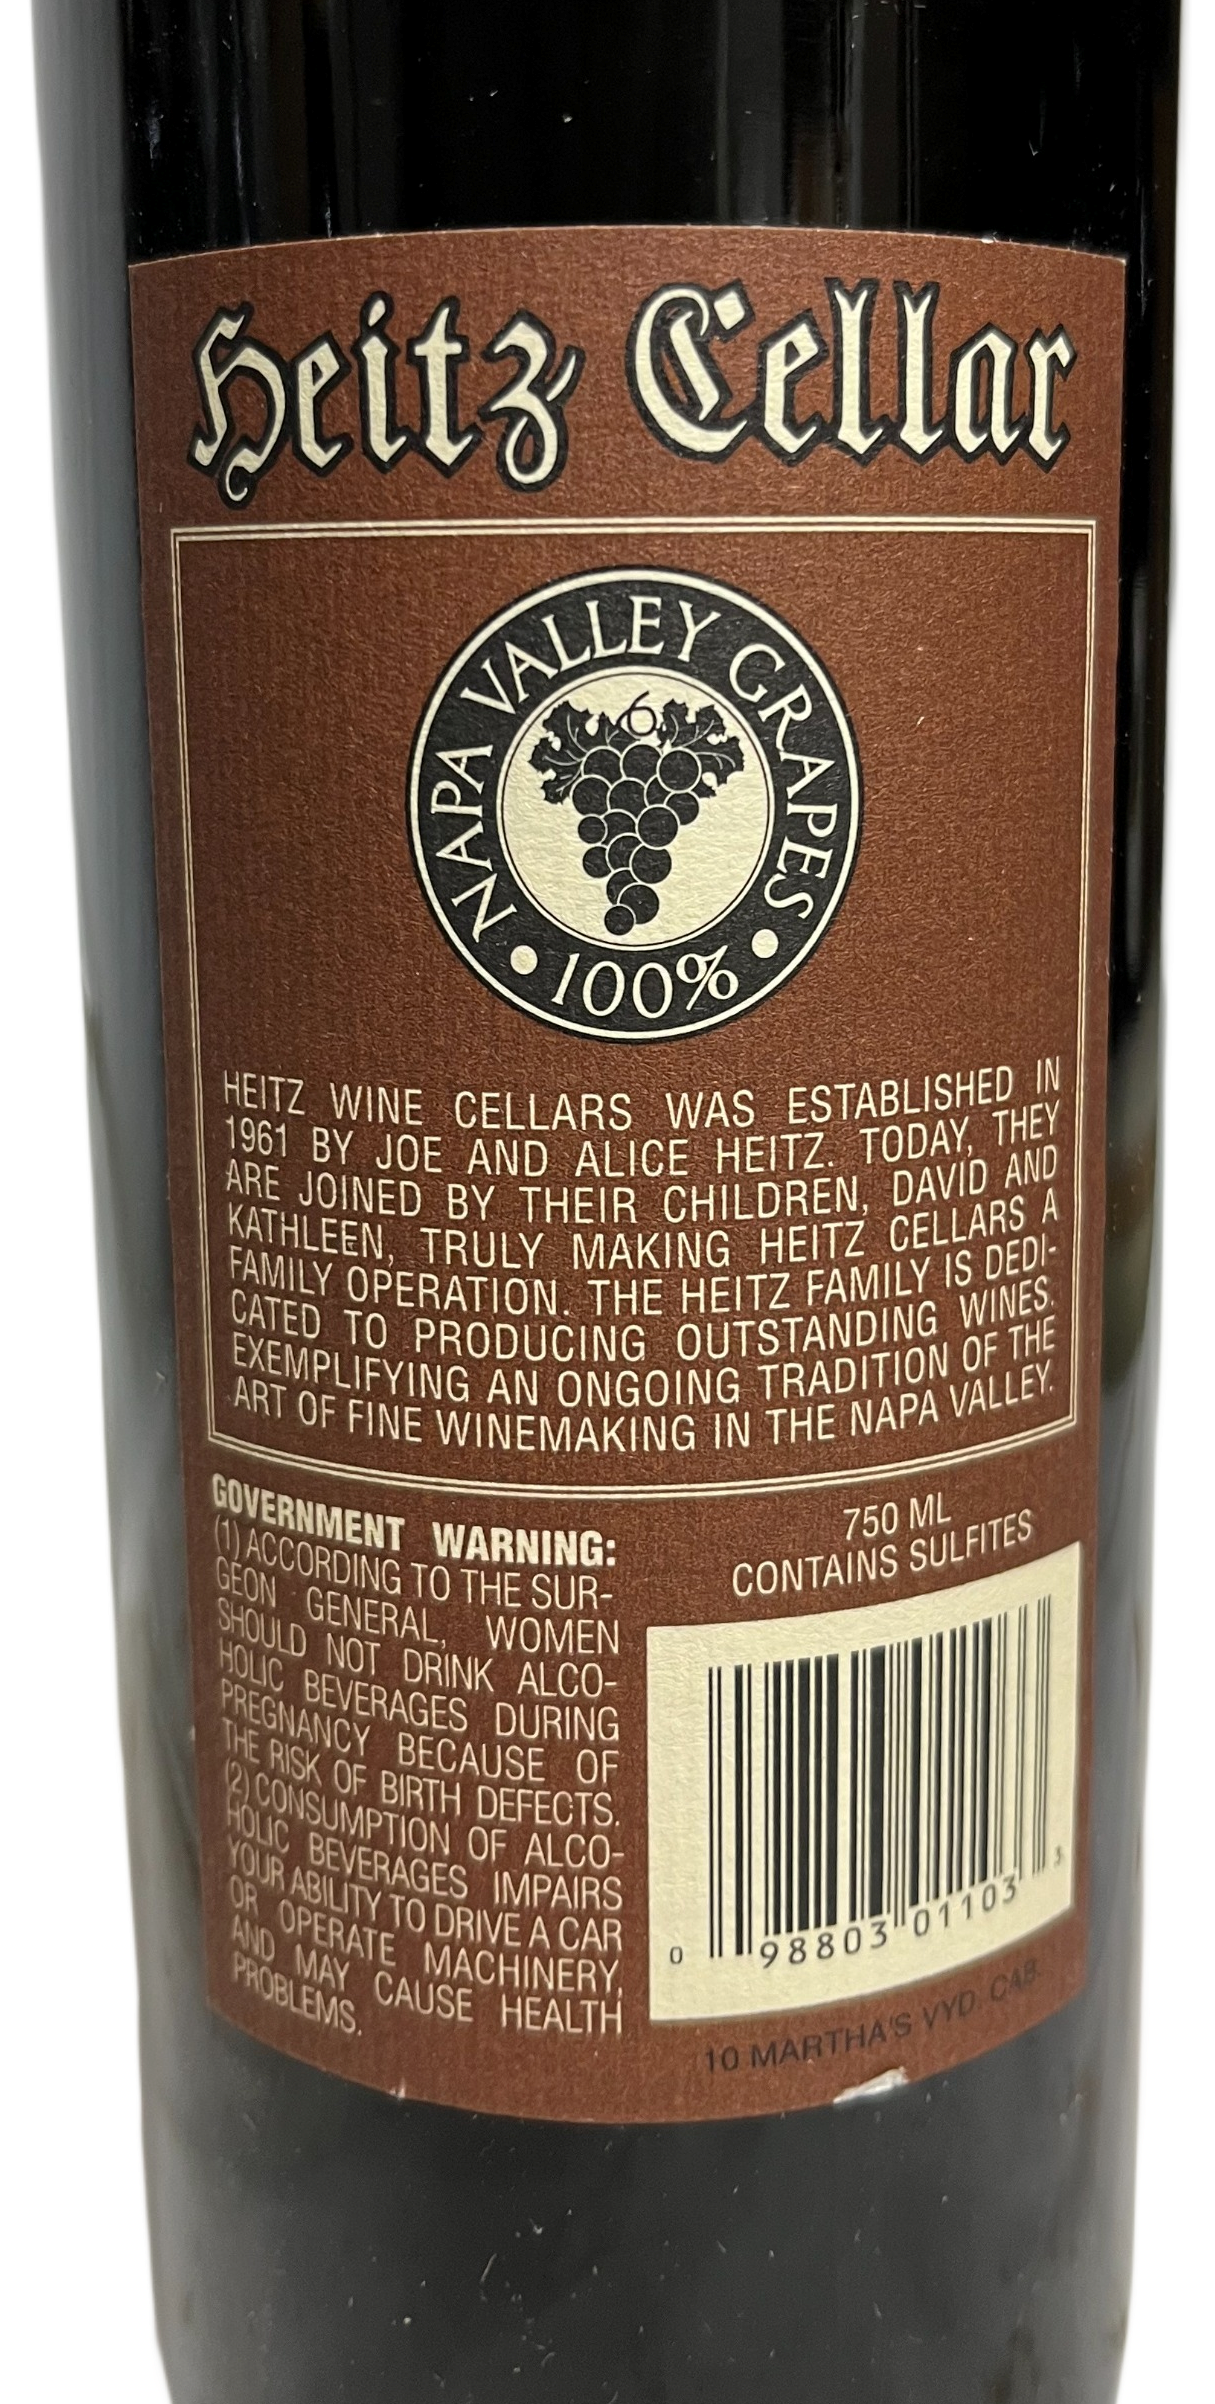 Heitz Cellar
NAPA VALLEY GRAPES
• 100% •
HEITZ WINE CELLARS WAS ESTABLISHED IN
1961 BY JOE AND ALICE HEITZ. TODAY, THEY
ARE JOINED BY THEIR CHILDREN, DAVID AND
KATHLEEN, TRULY MAKING HEITZ CELLARS A
FAMILY OPERATION. THE HEITZ FAMILY IS DEDI-
CATED TO PRODUCING OUTSTANDING WINES.
EXEMPLIFYING AN ONGOING TRADITION OF THE
ART OF FINE WINEMAKING IN THE NAPA VALLEY.
GOVERNMENT WARNING:
(1) ACCORDING TO THE SUR-
GEON GENERAL, WOMEN
SHOULD NOT DRINK ALCO-
HOLIC BEVERAGES DURING
PREGNANCY BECAUSE OF
THE RISK OF BIRTH DEFECTS.
(2) CONSUMPTION OF ALCO-
HOLIC BEVERAGES IMPAIRS
YOUR ABILITY TO DRIVE A CAR
OR OPERATE MACHINERY,
AND MAY CAUSE HEALTH
PROBLEMS.
750 ML
CONTAINS SULFITES
0 98803 01103 3
10 MARTHA'S VYD. CAB.